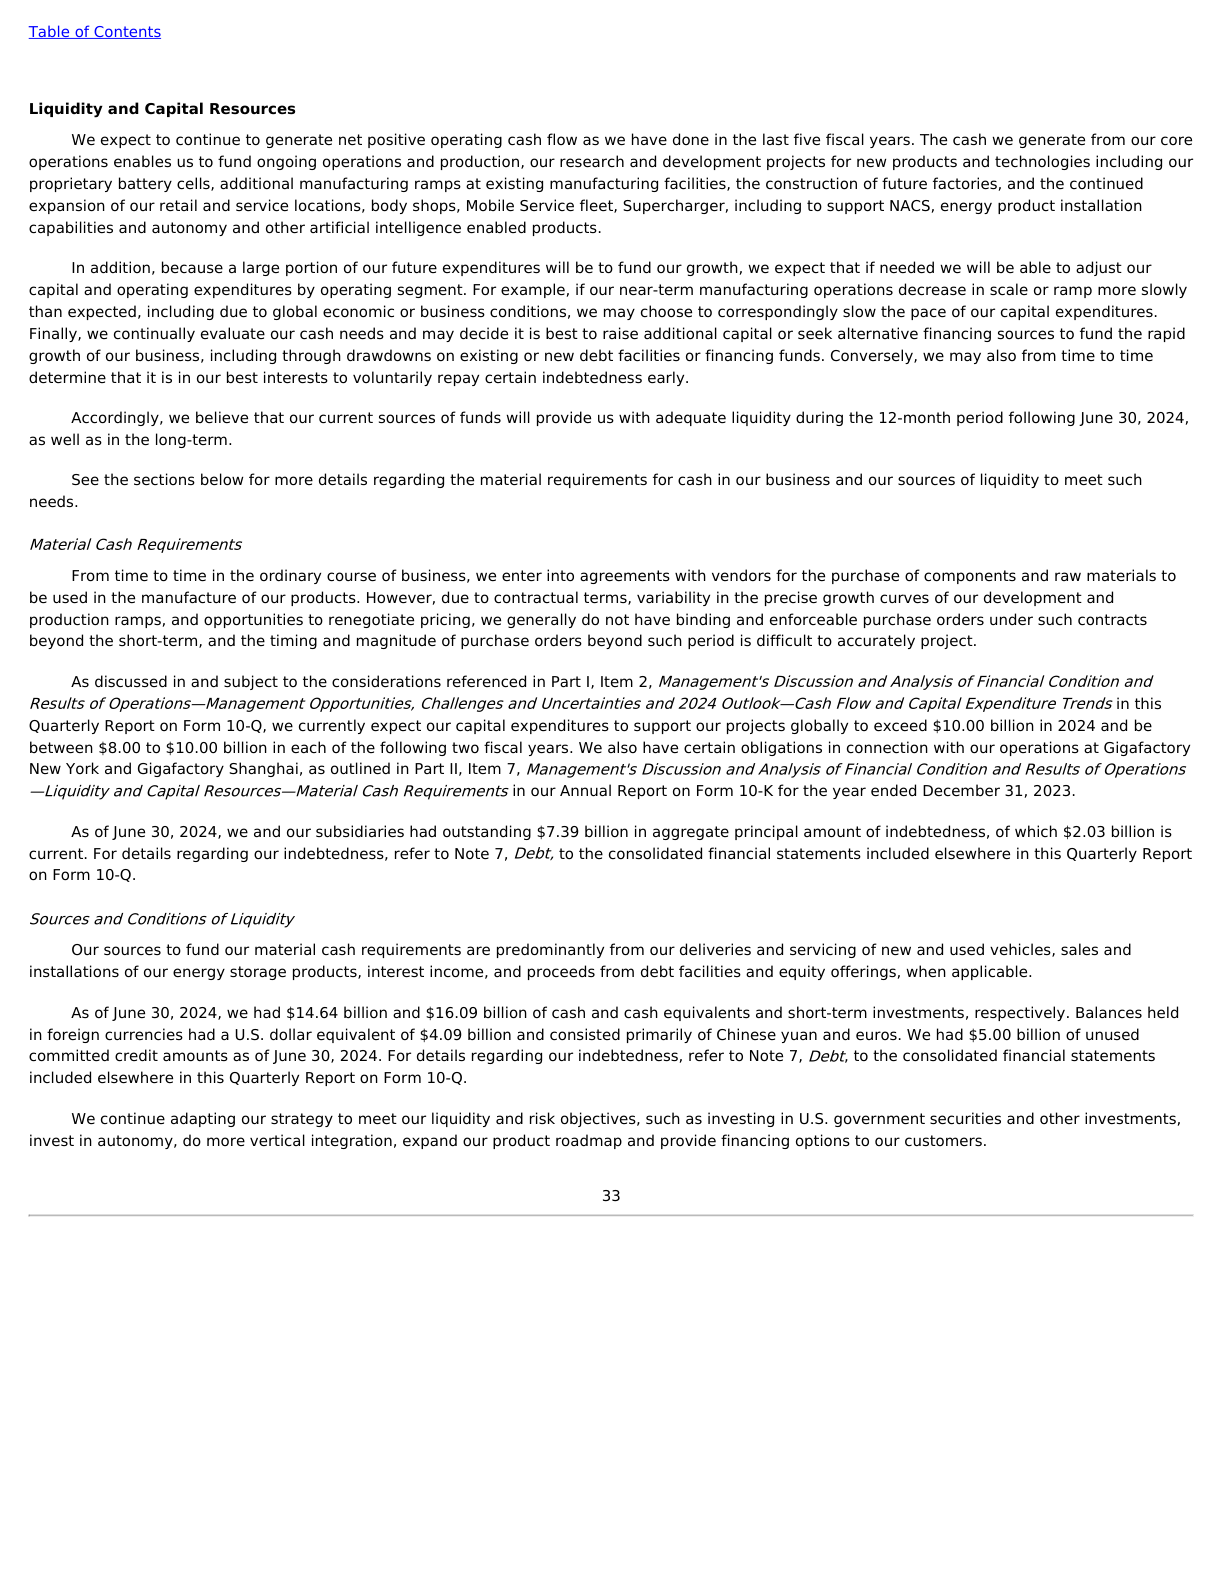 Table of Contents
Liquidity and Capital Resources
We expect to continue to generate net positive operating cash flow as we have done in the last five fiscal years. The cash we generate from our core
operations enables us to fund ongoing operations and production, our research and development projects for new products and technologies including our
proprietary battery cells, additional manufacturing ramps at existing manufacturing facilities, the construction of future factories, and the continued
expansion of our retail and service locations, body shops, Mobile Service fleet, Supercharger, including to support NACS, energy product installation
capabilities and autonomy and other artificial intelligence enabled products.
In addition, because a large portion of our future expenditures will be to fund our growth, we expect that if needed we will be able to adjust our
capital and operating expenditures by operating segment. For example, if our near-term manufacturing operations decrease in scale or ramp more slowly
than expected, including due to global economic or business conditions, we may choose to correspondingly slow the pace of our capital expenditures.
Finally, we continually evaluate our cash needs and may decide it is best to raise additional capital or seek alternative financing sources to fund the rapid
growth of our business, including through drawdowns on existing or new debt facilities or financing funds. Conversely, we may also from time to time
determine that it is in our best interests to voluntarily repay certain indebtedness early.
Accordingly, we believe that our current sources of funds will provide us with adequate liquidity during the 12-month period following June 30, 2024,
as well as in the long-term.
See the sections below for more details regarding the material requirements for cash in our business and our sources of liquidity to meet such
needs.
Material Cash Requirements
From time to time in the ordinary course of business, we enter into agreements with vendors for the purchase of components and raw materials to
be used in the manufacture of our products. However, due to contractual terms, variability in the precise growth curves of our development and
production ramps, and opportunities to renegotiate pricing, we generally do not have binding and enforceable purchase orders under such contracts
beyond the short-term, and the timing and magnitude of purchase orders beyond such period is difficult to accurately project.
As discussed in and subject to the considerations referenced in Part I, Item 2, Management's Discussion and Analysis of Financial Condition and
Results of Operations—Management Opportunities, Challenges and Uncertainties and 2024 Outlook—Cash Flow and Capital Expenditure Trends in this
Quarterly Report on Form 10-Q, we currently expect our capital expenditures to support our projects globally to exceed $10.00 billion in 2024 and be
between $8.00 to $10.00 billion in each of the following two fiscal years. We also have certain obligations in connection with our operations at Gigafactory
New York and Gigafactory Shanghai, as outlined in Part II, Item 7, Management's Discussion and Analysis of Financial Condition and Results of Operations
—Liquidity and Capital Resources—Material Cash Requirements in our Annual Report on Form 10-K for the year ended December 31, 2023.
As of June 30, 2024, we and our subsidiaries had outstanding $7.39 billion in aggregate principal amount of indebtedness, of which $2.03 billion is
current. For details regarding our indebtedness, refer to Note 7, Debt, to the consolidated financial statements included elsewhere in this Quarterly Report
on Form 10-Q.
Sources and Conditions of Liquidity
Our sources to fund our material cash requirements are predominantly from our deliveries and servicing of new and used vehicles, sales and
installations of our energy storage products, interest income, and proceeds from debt facilities and equity offerings, when applicable.
As of June 30, 2024, we had $14.64 billion and $16.09 billion of cash and cash equivalents and short-term investments, respectively. Balances held
in foreign currencies had a U.S. dollar equivalent of $4.09 billion and consisted primarily of Chinese yuan and euros. We had $5.00 billion of unused
committed credit amounts as of June 30, 2024. For details regarding our indebtedness, refer to Note 7, Debt, to the consolidated financial statements
included elsewhere in this Quarterly Report on Form 10-Q.
We continue adapting our strategy to meet our liquidity and risk objectives, such as investing in U.S. government securities and other investments,
invest in autonomy, do more vertical integration, expand our product roadmap and provide financing options to our customers.
33